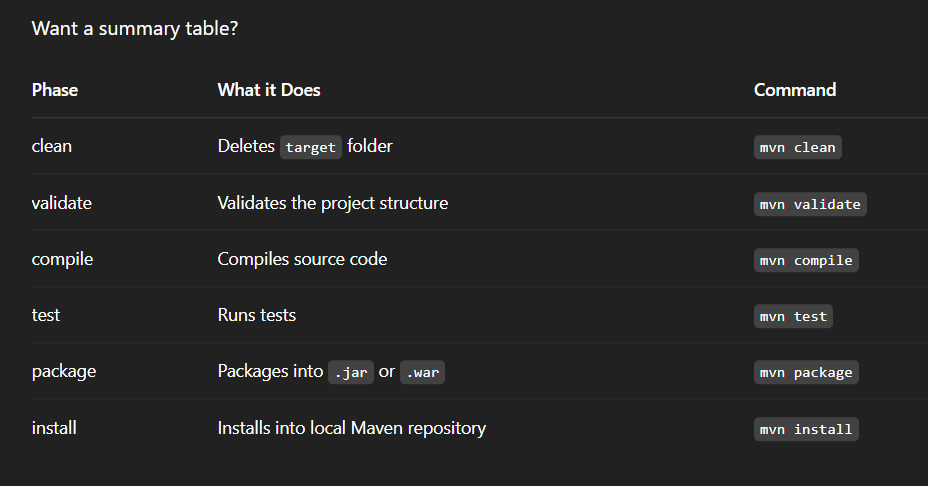 Want a summary table?
Phase What it Does Command
clean Deletes target folder mvn clean
validate Validates the project structure mvn validate
compile Compiles source code mvn compile
test Runs tests mvn test
package Packages into .jar or .war mvn package
install Installs into local Maven repository mvn install